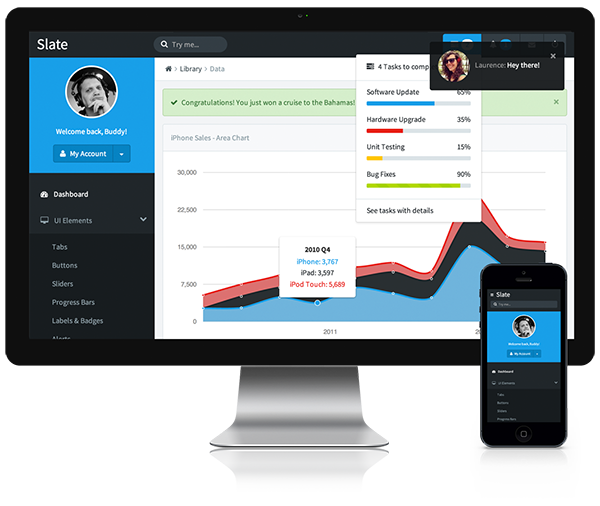 Slate
Try me...
Laurence: Hey there!
×
Library > Data
4 Tasks to comp
Congratulations! You just won a cruise to the Bahamas!
×
Software Update 65%
Hardware Upgrade 35%
Unit Testing 15%
Bug Fixes 90%
See tasks with details
Welcome back, Buddy!
My Account
Dashboard
UI Elements
Tabs
Buttons
Sliders
Progress Bars
Labels & Badges
Alerts
iPhone Sales - Area Chart
30,000
22,500
15,000
7,500
0
2010 Q4
iPhone: 3,767
iPad: 3,597
iPod Touch: 5,689
2011
Slate
Try me...
Welcome back, Buddy!
My Account
Dashboard
UI Elements
Tabs
Buttons
Sliders
Progress Bars